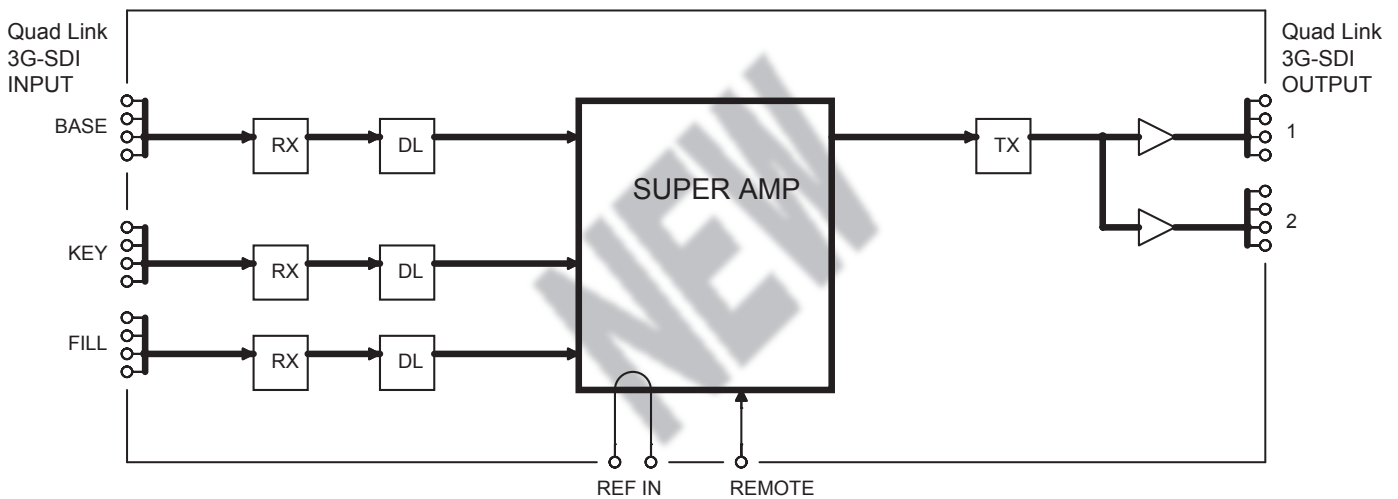 Quad Link
3G-SDI
INPUT
Quad Link
3G-SDI
OUTPUT
BASE
RX
DL
TX
1
SUPER AMP
2
KEY
RX
DL
FILL
RX
DL
NEW
REF IN
REMOTE